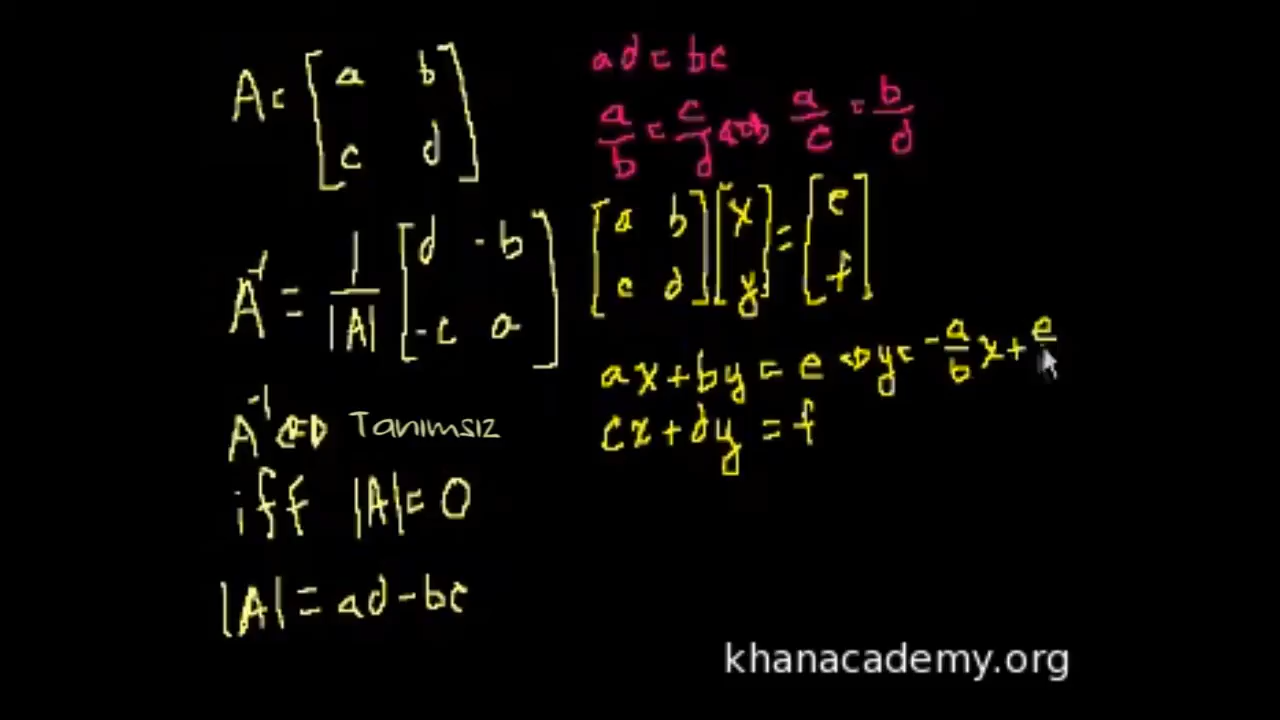 A = [a b; c d]
A⁻¹ = 1/|A| [d -b; -c a]
A⁻¹ ⇔ Tanımsız
iff |A| = 0
|A| = ad - bc
ad = bc
a/b = c/d ⇔ a/c = b/d
[a b; c d] [x; y] = [e; f]
ax + by = e ⇔ y = -a/b x + e
cx + dy = f
khanacademy.org